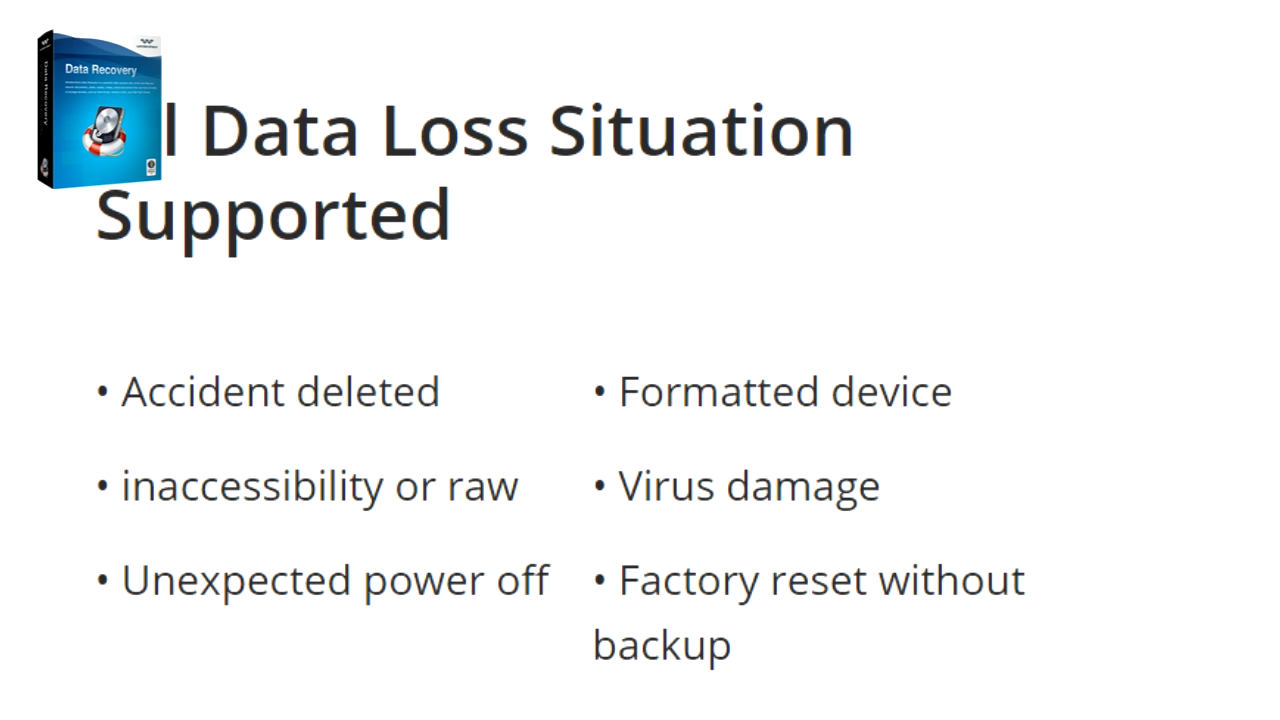 Data Recovery
l Data Loss Situation
Supported
• Accident deleted
• Formatted device
• inaccessibility or raw
• Virus damage
• Unexpected power off
• Factory reset without
backup